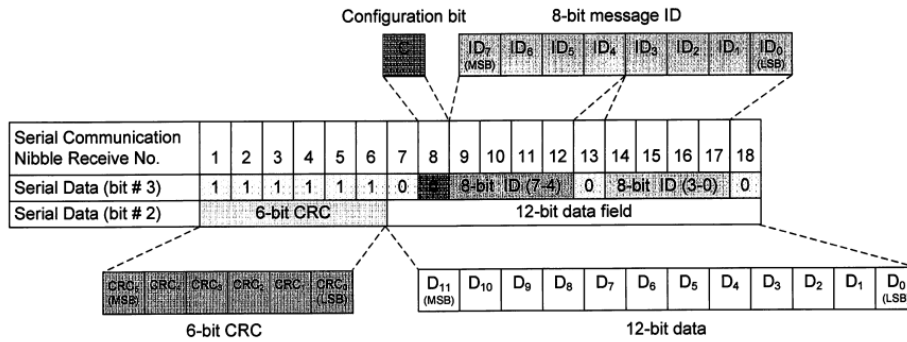 Configuration bit 8-bit message ID
C ID7 ID6 ID5 ID4 ID3 ID2 ID1 ID0
(MSB) (LSB)
Serial Communication
Nibble Receive No. 1 2 3 4 5 6 7 8 9 10 11 12 13 14 15 16 17 18
Serial Data (bit # 3) 1 1 1 1 1 1 0 8-bit ID (7-4) 0 8-bit ID (3-0) 0
Serial Data (bit # 2) 6-bit CRC 12-bit data field
CRC5 CRC4 CRC3 CRC2 CRC1 CRC0 D11 D10 D9 D8 D7 D6 D5 D4 D3 D2 D1 D0
(MSB) (LSB) (MSB) (LSB)
6-bit CRC 12-bit data